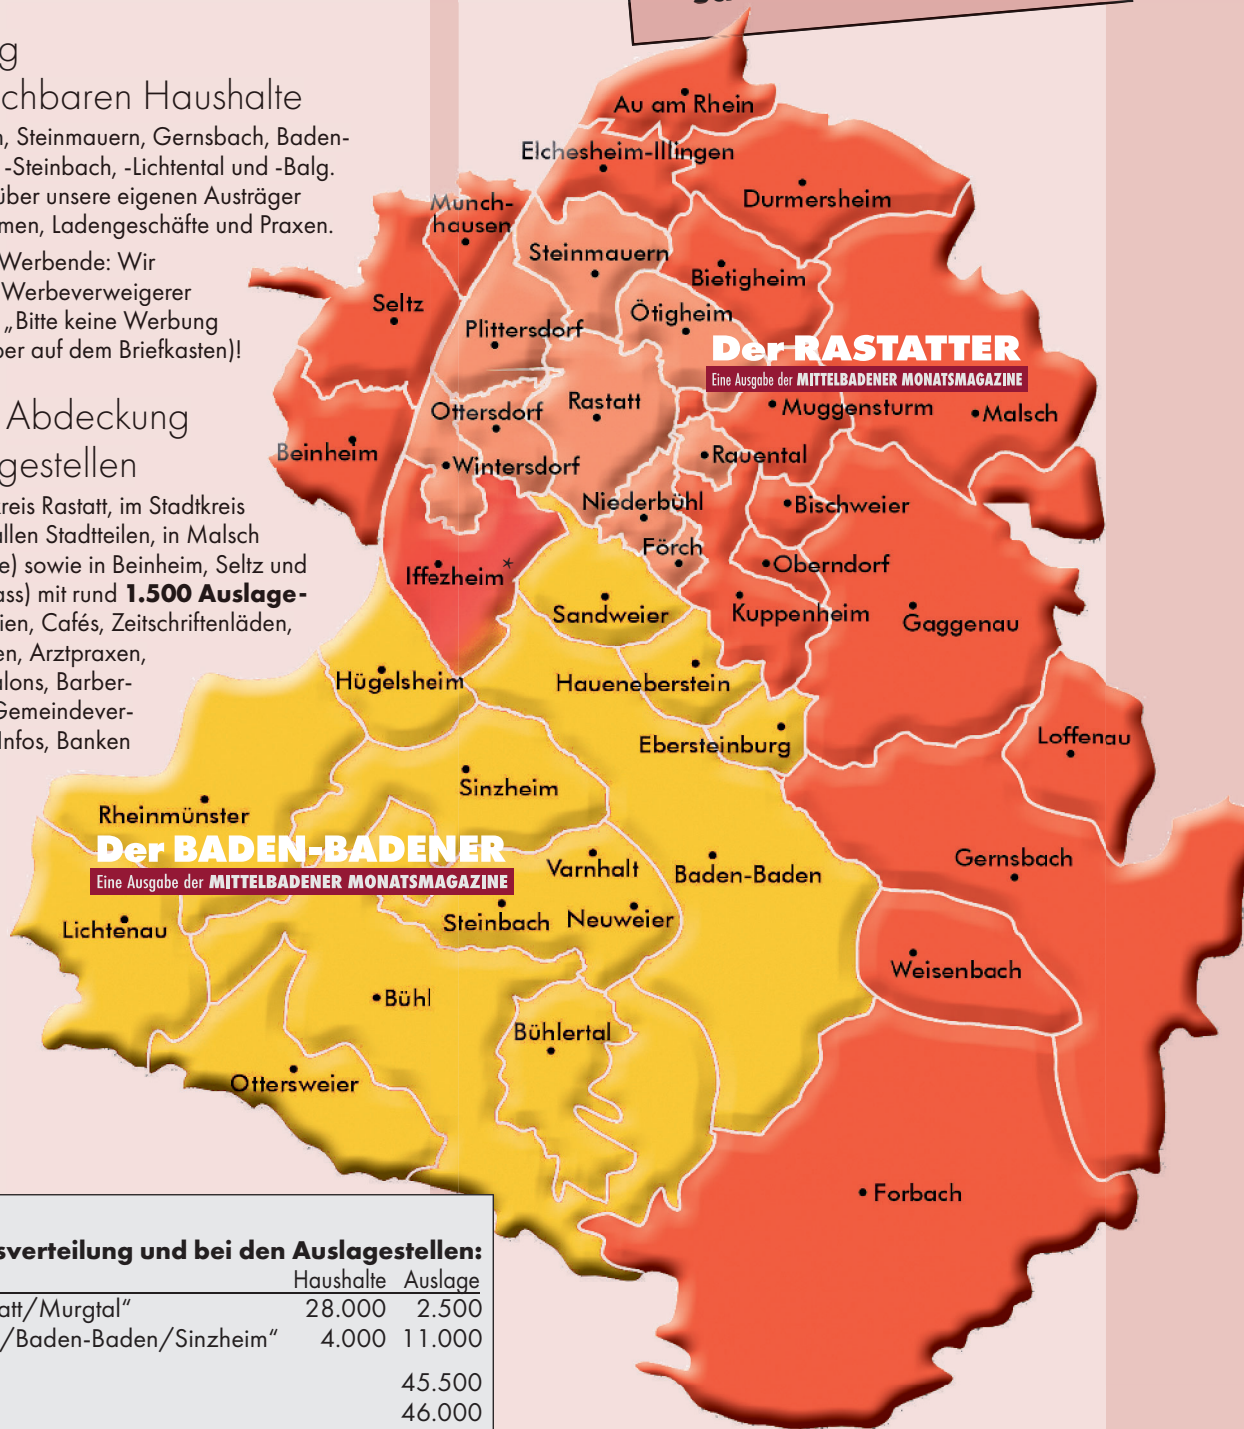 chbaren Haushalte
Steinmauern, Gernsbach, Baden-
-Steinbach, -Lichtental und -Balg.
über unsere eigenen Austräger
Ladengeschäfte und Praxen.
Werbende: Wir
Werbeverweigerer
„Bitte keine Werbung
auf dem Briefkasten)!
Abdeckung
gestellen
kreis Rastatt, im Stadtkreis
allen Stadtteilen, in Malsch
sowie in Beinheim, Seltz und
mit rund 1.500 Auslage-
Cafés, Zeitschriftenläden,
Arztpraxen,
Barber-
Gemeindever-
Infos, Banken
Au am Rhein
Elchesheim-Illingen
Durmersheim
Munch-
hausen
Steinmauern
Bietigheim
Seltz
Ötigheim
Plittersdorf
Der RASTATTER
Eine Ausgabe der MITTELBADENER MONATSMAGAZINE
Rastatt
Ottersdorf
Muggensturm
Malsch
Beinheim
Wintersdorf
Rauental
Niederbühl
Bischweier
Förch
Oberndorf
Iffezheim*
Sandweier
Kuppenheim
Gaggenau
Hügelsheim
Haueneberstein
Ebersteinburg
Loffenau
Sinzheim
Rheinmünster
Der BADEN-BADENER
Eine Ausgabe der MITTELBADENER MONATSMAGAZINE
Varnhalt
Baden-Baden
Gernsbach
Lichtenau
Steinbach
Neuweier
Weisenbach
Bühl
Bühlertal
Ottersweier
Forbach
sverteilung und bei den Auslagestellen:
Haushalte Auslage
att/Murgtal“ 28.000 2.500
/Baden-Baden/Sinzheim“ 4.000 11.000
45.500
46.000